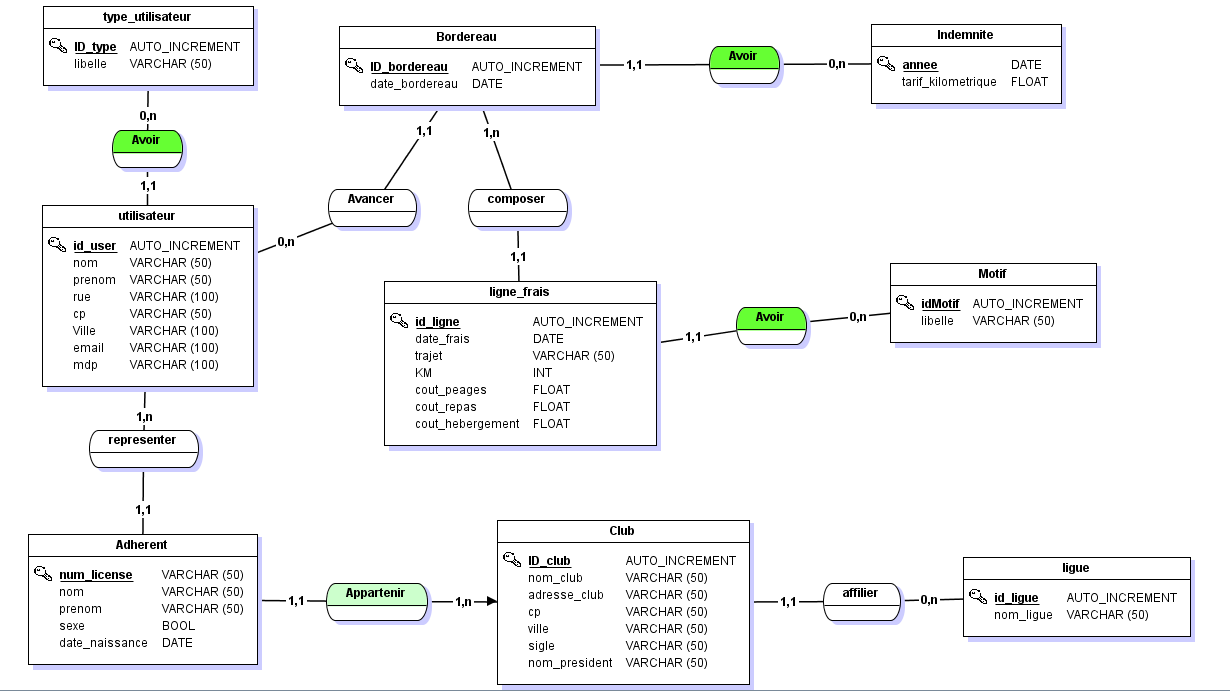 type_utilisateur
ID_type AUTO_INCREMENT
libelle VARCHAR (50)
0,n
Avoir
1,1
utilisateur
id_user AUTO_INCREMENT
nom VARCHAR (50)
prenom VARCHAR (50)
rue VARCHAR (100)
cp VARCHAR (50)
Ville VARCHAR (100)
email VARCHAR (100)
mdp VARCHAR (100)
1,n
representer
1,1
Adherent
num_license VARCHAR (50)
nom VARCHAR (50)
prenom VARCHAR (50)
sexe BOOL
date_naissance DATE
Bordereau
ID_bordereau AUTO_INCREMENT
date_bordereau DATE
1,1
Avoir
0,n
Indemnite
annee DATE
tarif_kilometrique FLOAT
1,1
Avancer
0,n
1,n
composer
1,1
ligne_frais
id_ligne AUTO_INCREMENT
date_frais DATE
trajet VARCHAR (50)
KM INT
cout_peages FLOAT
cout_repas FLOAT
cout_hebergement FLOAT
1,1
Avoir
0,n
Motif
idMotif AUTO_INCREMENT
libelle VARCHAR (50)
1,1
Appartenir
1,n
Club
ID_club AUTO_INCREMENT
nom_club VARCHAR (50)
adresse_club VARCHAR (50)
cp VARCHAR (50)
ville VARCHAR (50)
sigle VARCHAR (50)
nom_president VARCHAR (50)
1,1
affilier
0,n
ligue
id_ligue AUTO_INCREMENT
nom_ligue VARCHAR (50)